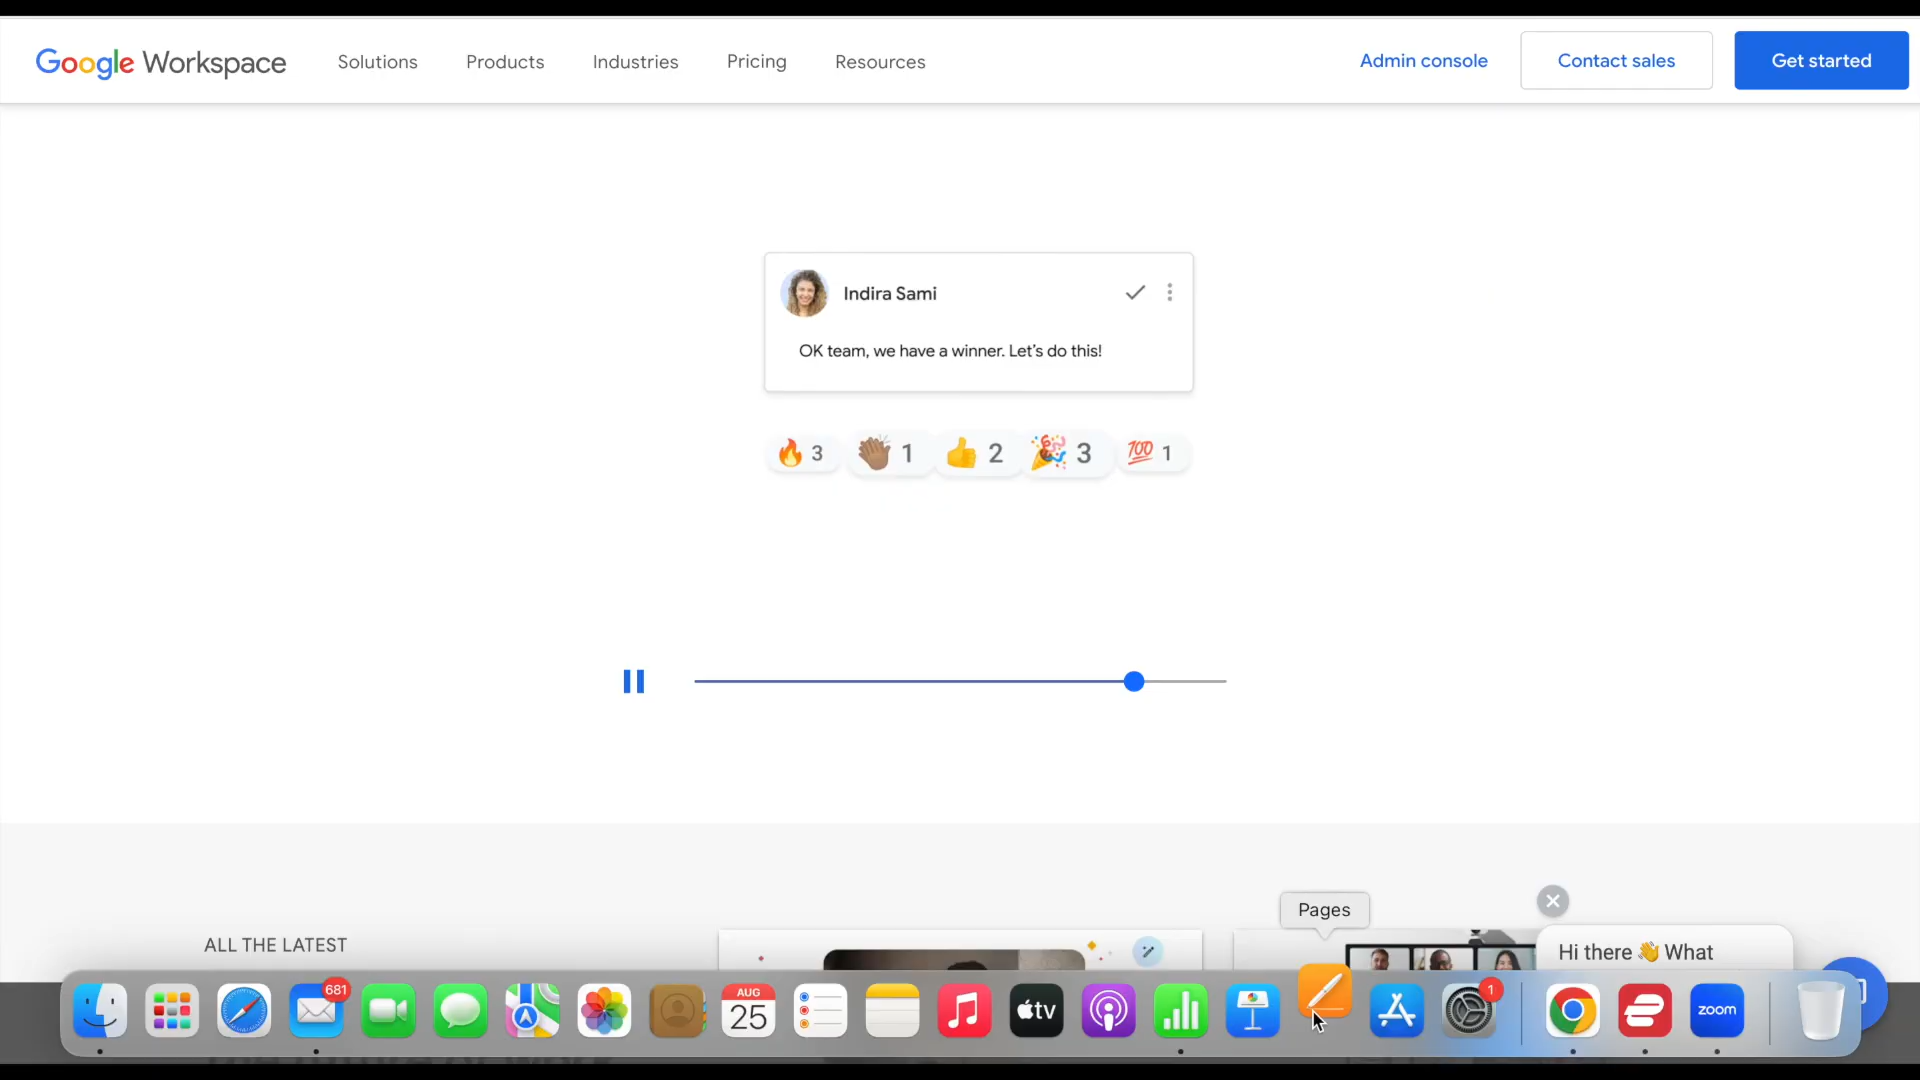 Google Workspace Solutions Products Industries Pricing Resources Admin console Contact sales Get started
Indira Sami
OK team, we have a winner. Let's do this!
🔥 3 👏🏾 1 👍 2 🎉 3 💯 1
Pages
ALL THE LATEST
Hi there 👋 What
681
AUG
25
tv
1
zoom